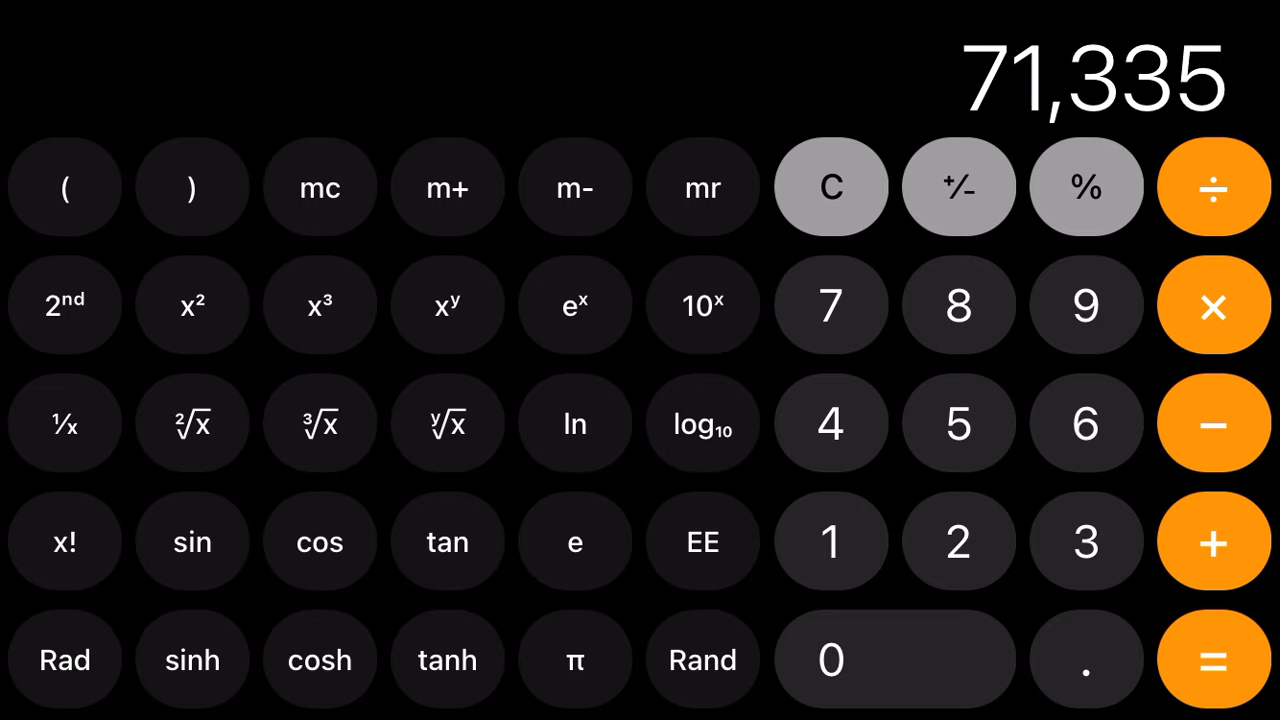 71,335
( ) mc m+ m- mr C ⁺⁄₋ % ÷
2ⁿᵈ x² x³ xʸ eˣ 10ˣ 7 8 9 ×
¹⁄ₓ ²√x ³√x ʸ√x ln log₁₀ 4 5 6 −
x! sin cos tan e EE 1 2 3 +
Rad sinh cosh tanh π Rand 0 . =